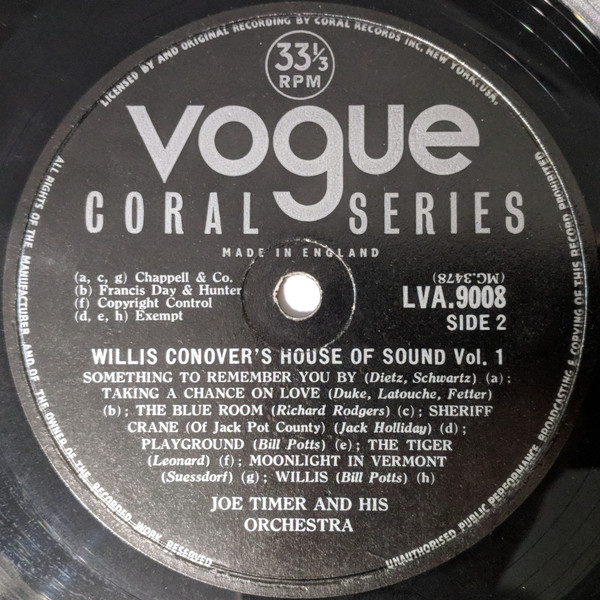 LICENSED BY AND ORIGINAL RECORDING BY CORAL RECORDS INC. NEW YORK. USA.
33⅓
RPM
vogue
CORAL SERIES
MADE IN ENGLAND
(a, c, g) Chappell & Co.
(b) Francis Day & Hunter
(f) Copyright Control
(d, e, h) Exempt
(MG.3478)
LVA.9008
SIDE 2
WILLIS CONOVER'S HOUSE OF SOUND Vol. 1
SOMETHING TO REMEMBER YOU BY (Dietz, Schwartz) (a);
TAKING A CHANCE ON LOVE (Duke, Latouche, Fetter)
(b); THE BLUE ROOM (Richard Rodgers) (c); SHERIFF
CRANE (Of Jack Pot County) (Jack Holliday) (d);
PLAYGROUND (Bill Potts) (e); THE TIGER
(Leonard) (f); MOONLIGHT IN VERMONT
(Suessdorf) (g); WILLIS (Bill Potts) (h)
JOE TIMER AND HIS
ORCHESTRA
ALL RIGHTS OF THE MANUFACTURER AND OF THE OWNER OF THE RECORDED WORK RESERVED
UNAUTHORISED PUBLIC PERFORMANCE BROADCASTING & COPYING OF THIS RECORD PROHIBITED